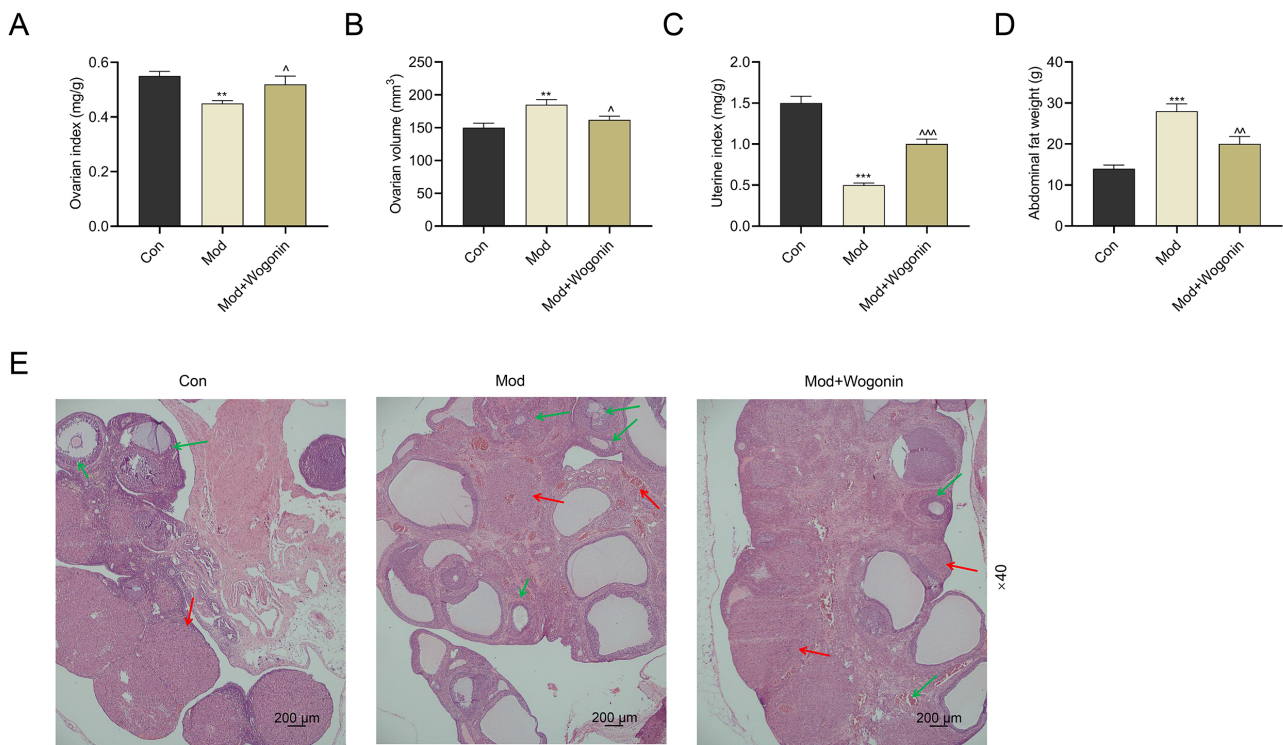 A
Ovarian index (mg/g)
0.6
0.4
0.2
0.0
**
^
Con
Mod
Mod+Wogonin
B
Ovarian volume (mm³)
250
200
150
100
50
0
**
^
Con
Mod
Mod+Wogonin
C
Uterine index (mg/g)
2.0
1.5
1.0
0.5
0.0
***
^^^
Con
Mod
Mod+Wogonin
D
Abdominal fat weight (g)
40
30
20
10
0
***
^^
Con
Mod
Mod+Wogonin
E
Con
Mod
Mod+Wogonin
200 μm
200 μm
200 μm
×40